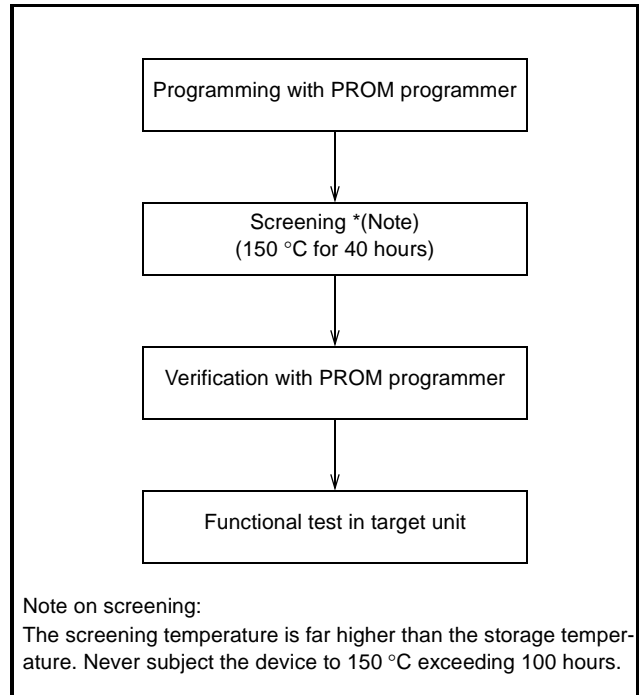 Programming with PROM programmer
Screening *(Note)
(150 °C for 40 hours)
Verification with PROM programmer
Functional test in target unit
Note on screening:
The screening temperature is far higher than the storage temper-
ature. Never subject the device to 150 °C exceeding 100 hours.